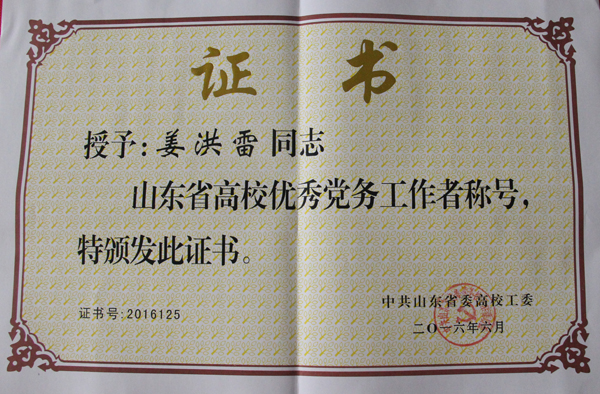 证书
授予：姜洪雷同志
山东省高校优秀党务工作者称号，
特颁发此证书。
中共山东省委高校工委
证书号：2016125
二〇一六年六月